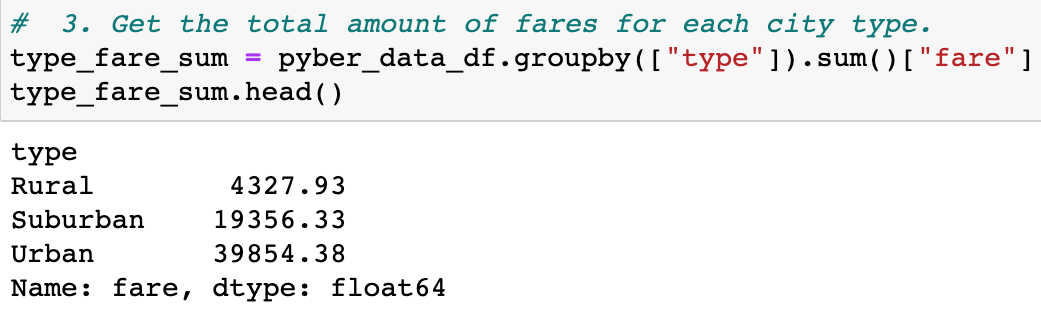 #  3. Get the total amount of fares for each city type.
type_fare_sum = pyber_data_df.groupby(["type"]).sum()["fare"]
type_fare_sum.head()
type
Rural        4327.93
Suburban    19356.33
Urban       39854.38
Name: fare, dtype: float64